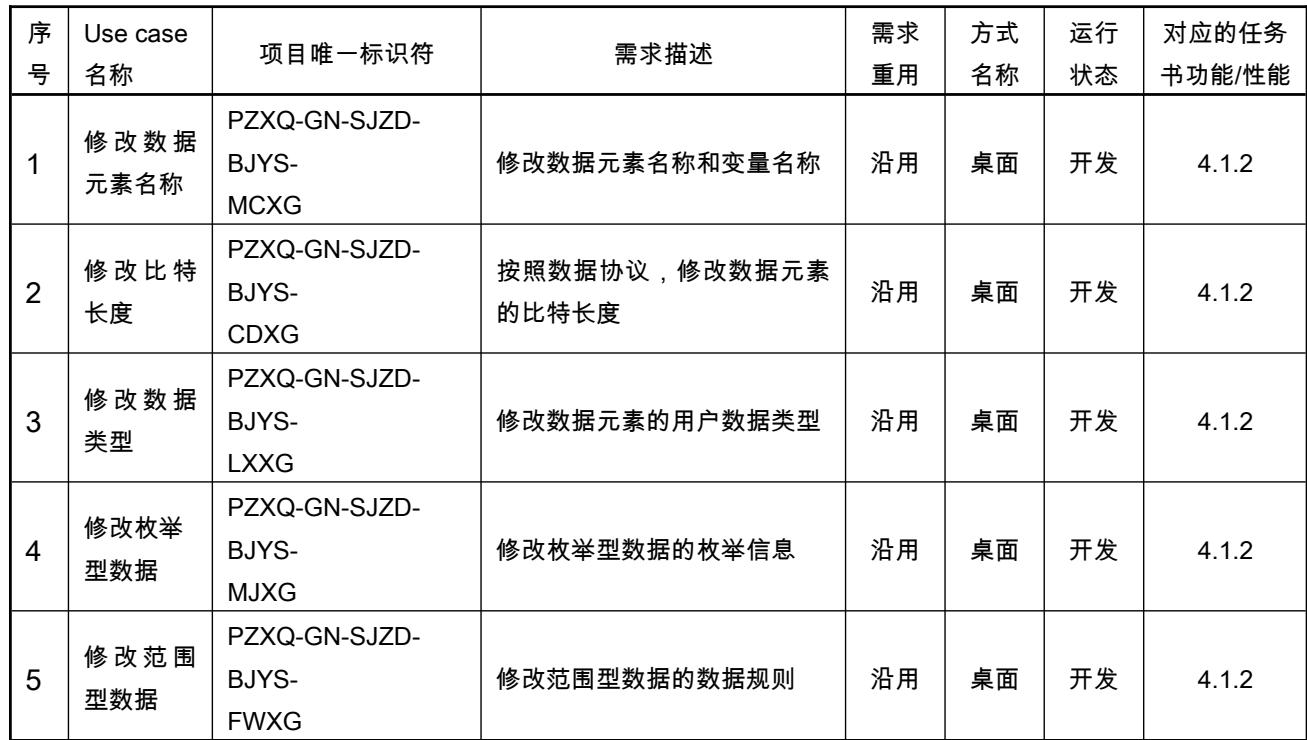 序号 Use case 名称 项目唯一标识符 需求描述 需求重用 方式名称 运行状态 对应的任务书功能/性能
1
修改数据
元素名称
PZXQ-GN-SJZD-
BJYS-
MCXG
修改数据元素名称和变量名称
沿用
桌面
开发
4.1.2
2
修改比特
长度
PZXQ-GN-SJZD-
BJYS-
CDXG
按照数据协议，修改数据元素
的比特长度
沿用
桌面
开发
4.1.2
3
修改数据
类型
PZXQ-GN-SJZD-
BJYS-
LXXG
修改数据元素的用户数据类型
沿用
桌面
开发
4.1.2
4
修改枚举
型数据
PZXQ-GN-SJZD-
BJYS-
MJXG
修改枚举型数据的枚举信息
沿用
桌面
开发
4.1.2
5
修改范围
型数据
PZXQ-GN-SJZD-
BJYS-
FWXG
修改范围型数据的数据规则
沿用
桌面
开发
4.1.2